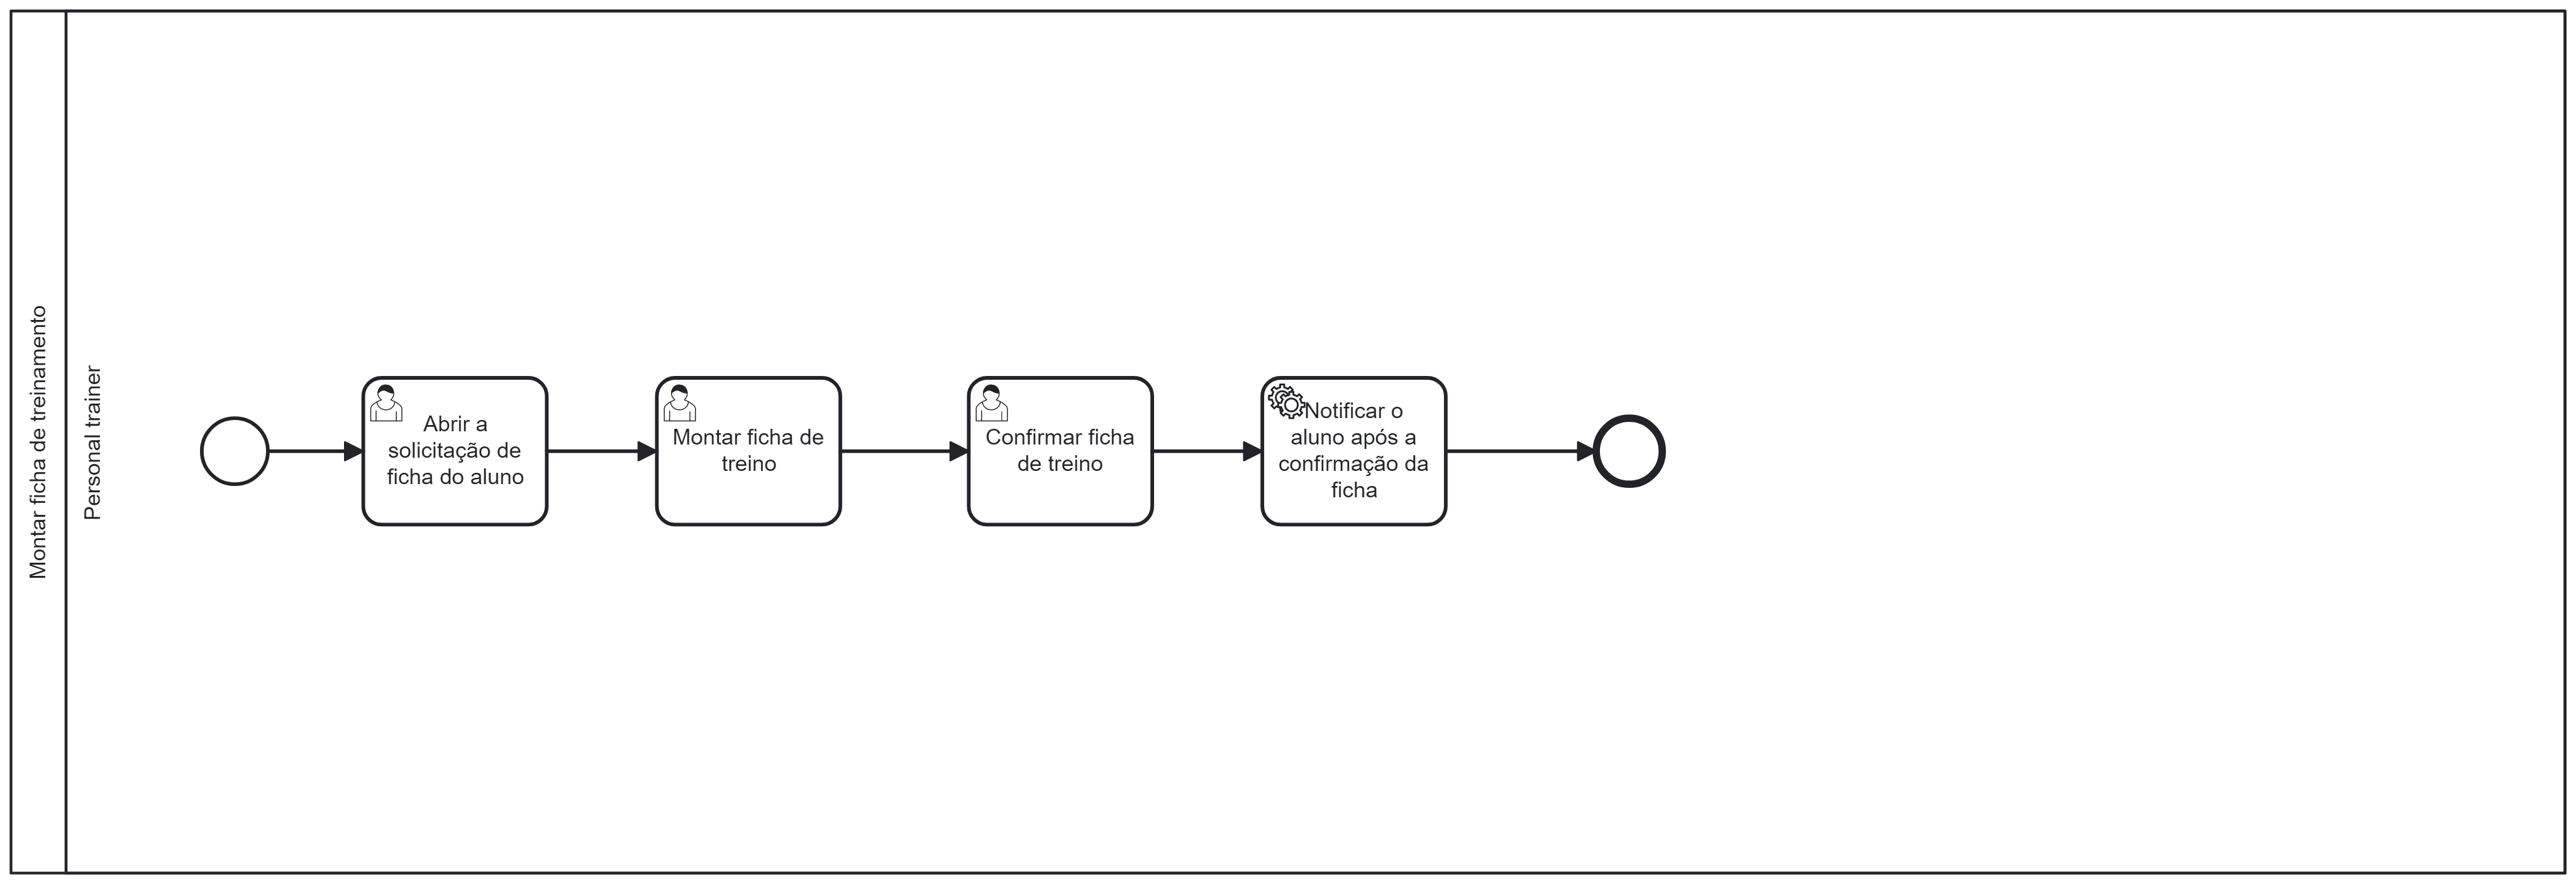 Montar ficha de treinamento
Personal trainer
Abrir a
solicitação de
ficha do aluno
Montar ficha de
treino
Confirmar ficha
de treino
Notificar o
aluno após a
confirmação da
ficha